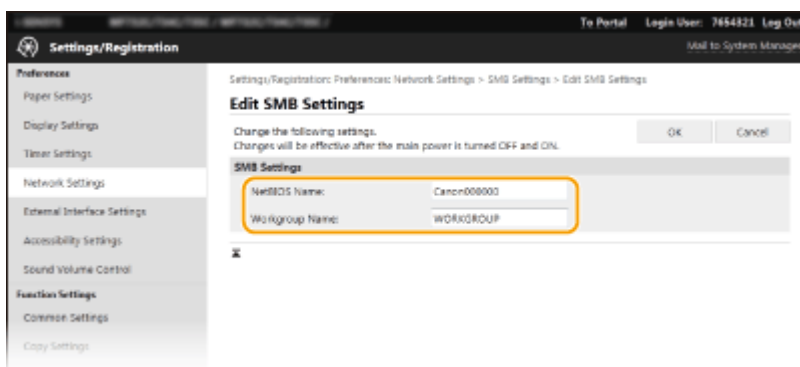 To Portal Login User: 7654321 Log Out
Settings/Registration
Mail to System Manager
Preferences
Paper Settings
Display Settings
Timer Settings
Network Settings
External Interface Settings
Accessibility Settings
Sound Volume Control
Function Settings
Common Settings
Copy Settings
Settings/Registration: Preferences: Network Settings > SMB Settings > Edit SMB Settings
Edit SMB Settings
Change the following settings.
Changes will be effective after the main power is turned OFF and ON.
OK Cancel
SMB Settings
NetBIOS Name: Canon000000
Workgroup Name: WORKGROUP